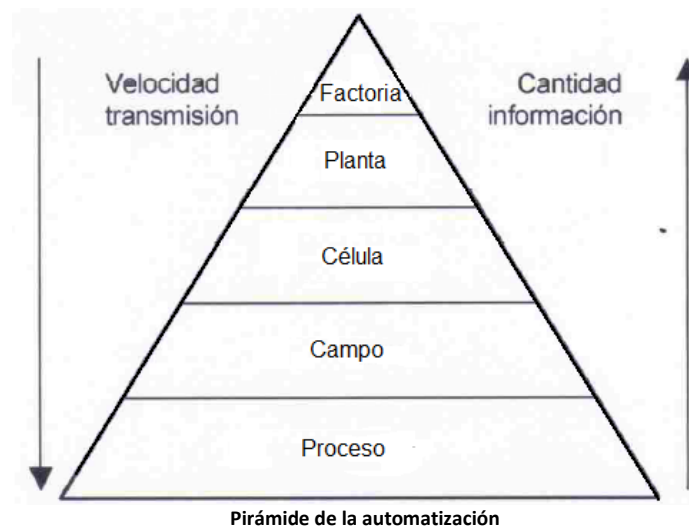 Velocidad
transmisión
Cantidad
información
Factoria
Planta
Célula
Campo
Proceso
Pirámide de la automatización